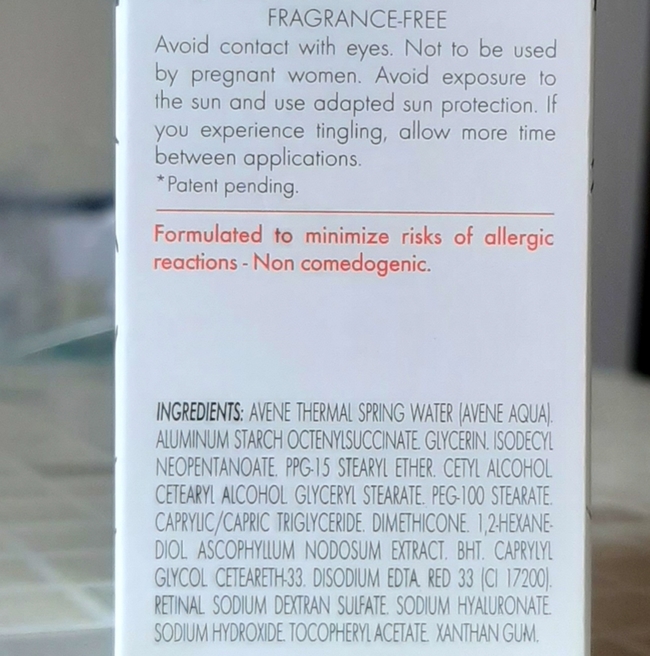 FRAGRANCE-FREE
Avoid contact with eyes. Not to be used
by pregnant women. Avoid exposure to
the sun and use adapted sun protection. If
you experience tingling, allow more time
between applications.
*Patent pending.
Formulated to minimize risks of allergic
reactions - Non comedogenic.
INGREDIENTS: AVENE THERMAL SPRING WATER (AVENE AQUA).
ALUMINUM STARCH OCTENYLSUCCINATE. GLYCERIN. ISODECYL
NEOPENTANOATE. PPG-15 STEARYL ETHER. CETYL ALCOHOL.
CETEARYL ALCOHOL. GLYCERYL STEARATE. PEG-100 STEARATE.
CAPRYLIC/CAPRIC TRIGLYCERIDE. DIMETHICONE. 1,2-HEXANE-
DIOL. ASCOPHYLLUM NODOSUM EXTRACT. BHT. CAPRYLYL
GLYCOL. CETEARETH-33. DISODIUM EDTA. RED 33 (CI 17200).
RETINAL. SODIUM DEXTRAN SULFATE. SODIUM HYALURONATE.
SODIUM HYDROXIDE. TOCOPHERYL ACETATE. XANTHAN GUM.